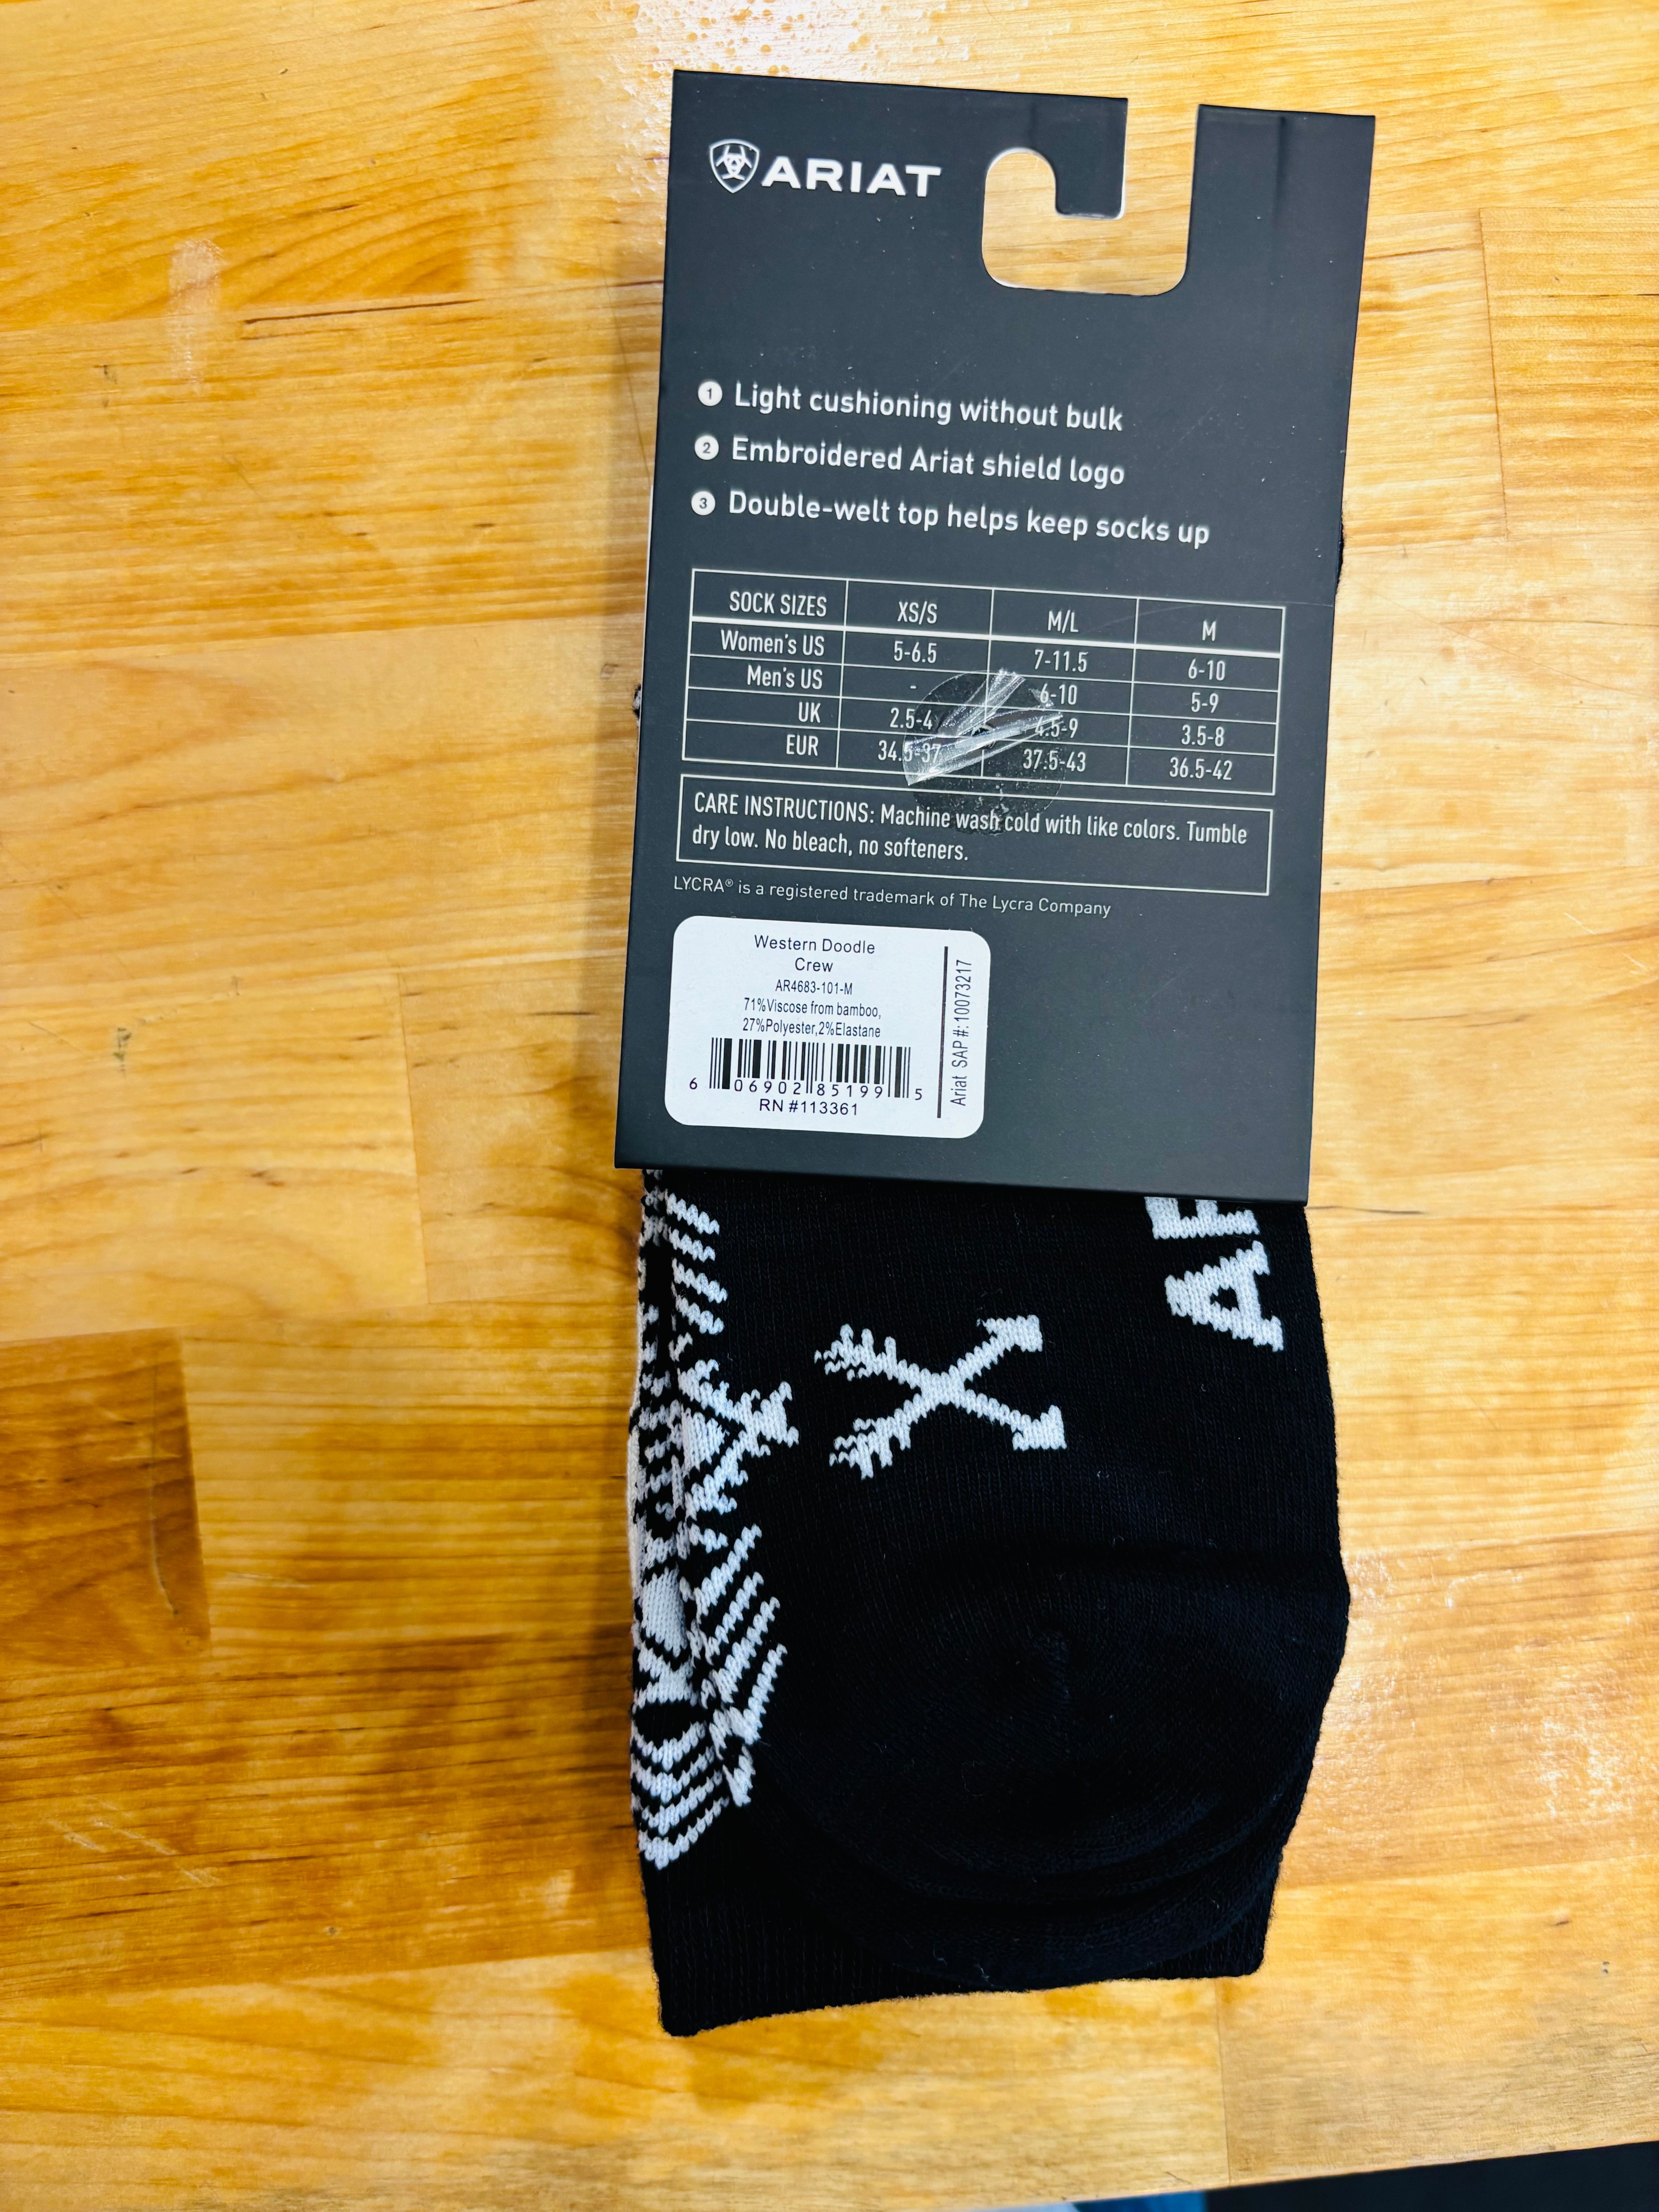 ARIAT
1 Light cushioning without bulk
2 Embroidered Ariat shield logo
3 Double-welt top helps keep socks up
SOCK SIZES XS/S M/L M
Women's US 5-6.5 7-11.5 6-10
Men's US - 6-10 5-9
UK 2.5-4 4.5-9 3.5-8
EUR 34.5-37 37.5-43 36.5-42
CARE INSTRUCTIONS: Machine wash cold with like colors. Tumble
dry low. No bleach, no softeners.
LYCRA® is a registered trademark of The Lycra Company
Western Doodle
Crew
AR4683-101-M
71%Viscose from bamboo,
27%Polyester,2%Elastane
6 06902 85199 5
RN #113361
Ariat SAP #:10073217
AR